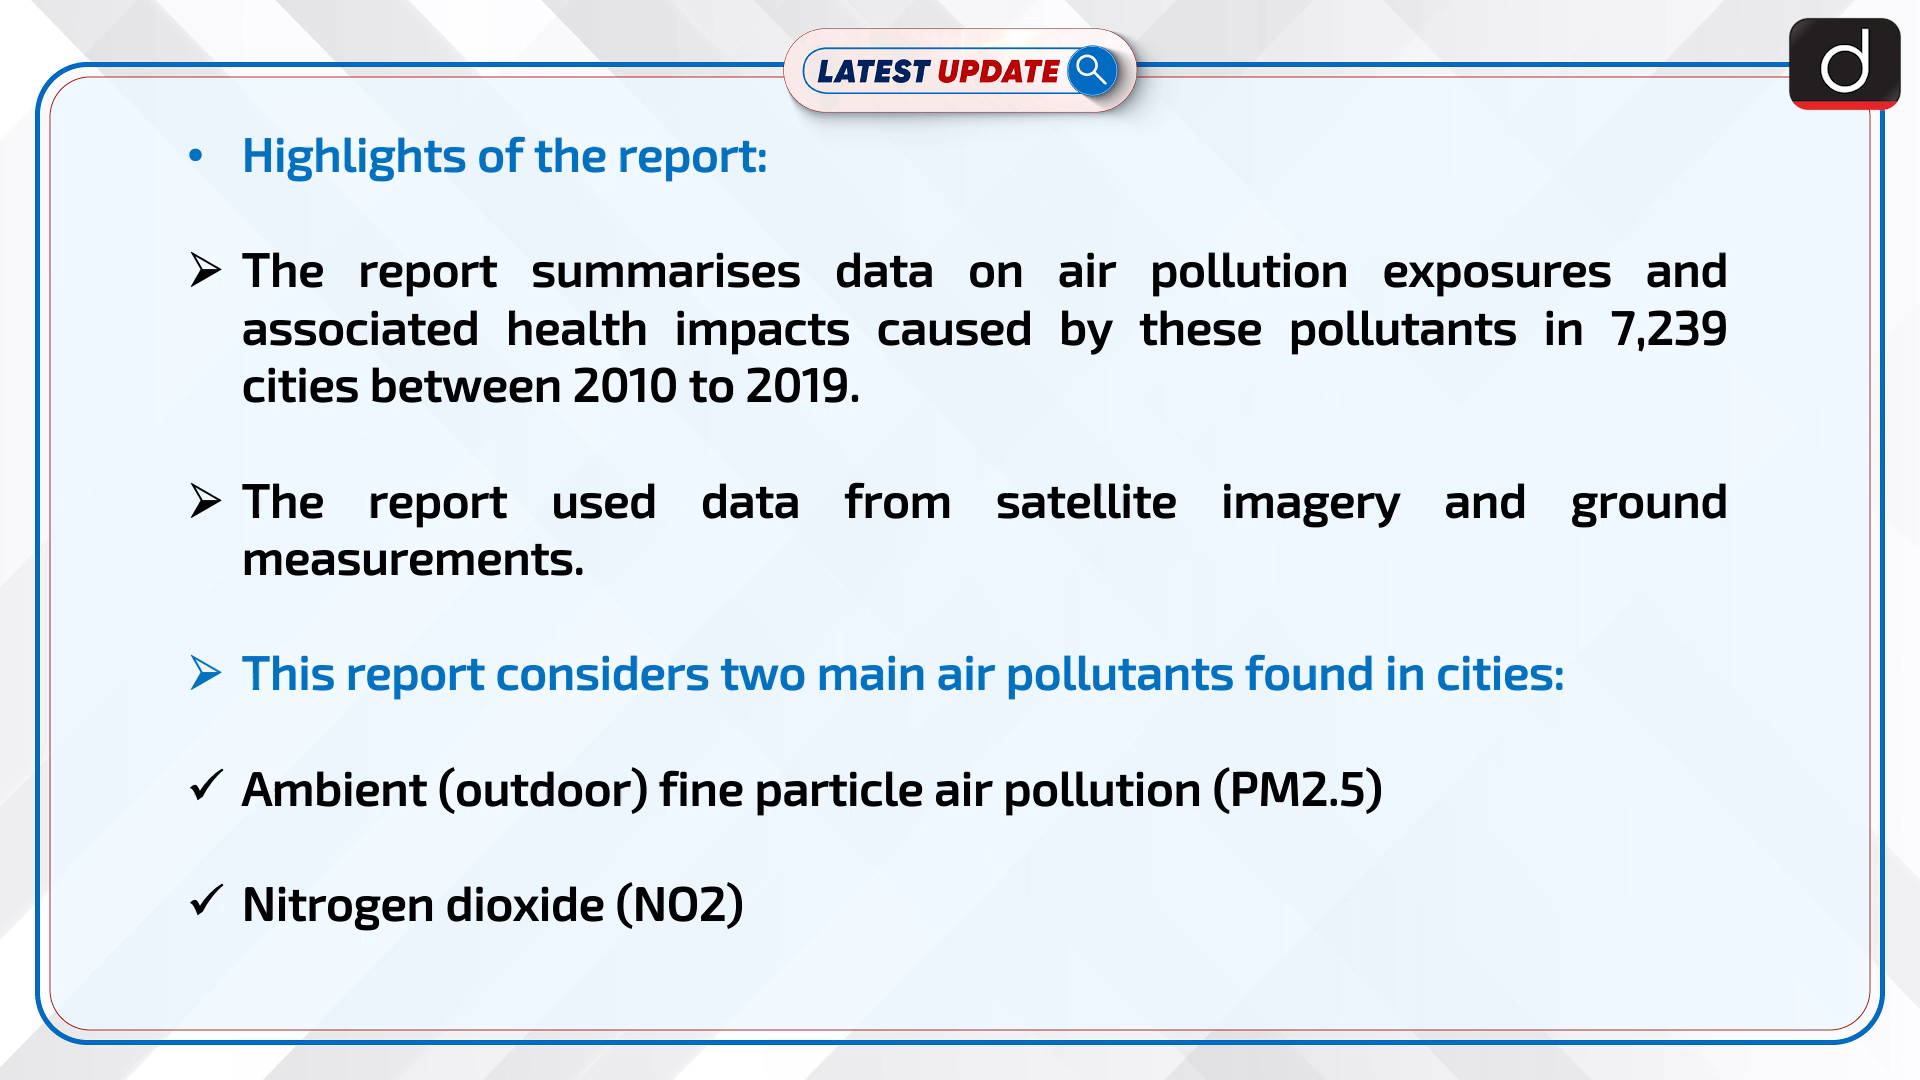 LATEST UPDATE
d
• Highlights of the report:
➢ The report summarises data on air pollution exposures and
associated health impacts caused by these pollutants in 7,239
cities between 2010 to 2019.
➢ The report used data from satellite imagery and ground
measurements.
➢ This report considers two main air pollutants found in cities:
✓ Ambient (outdoor) fine particle air pollution (PM2.5)
✓ Nitrogen dioxide (NO2)